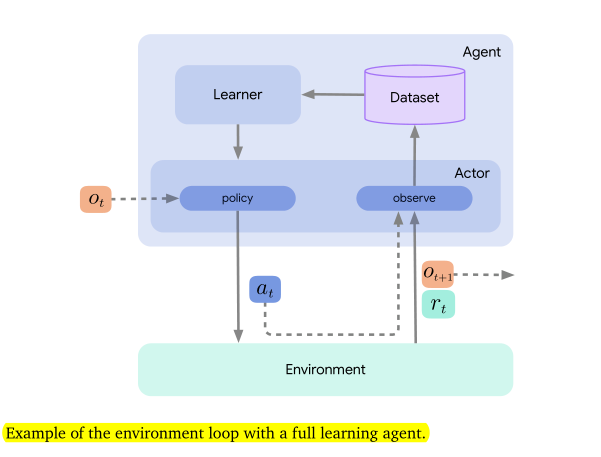 Agent
Learner
Dataset
Actor
o_t
policy
observe
a_t
o_{t+1}
r_t
Environment
Example of the environment loop with a full learning agent.